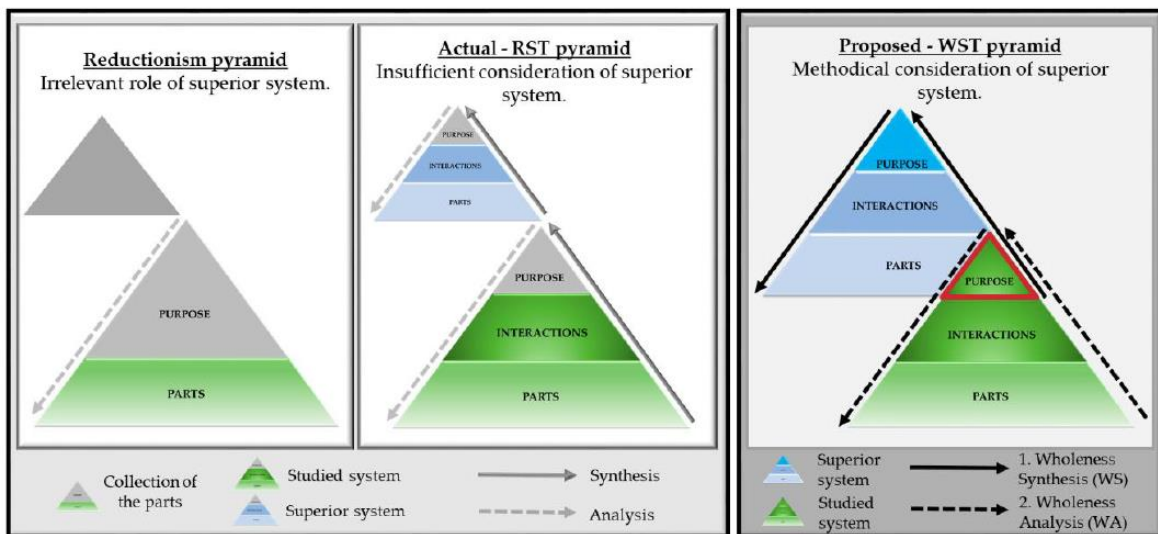 Reductionism pyramid
Irrelevant role of superior system.
PURPOSE
PARTS
Actual - RST pyramid
Insufficient consideration of superior
system.
PURPOSE
INTERACTIONS
PARTS
PURPOSE
INTERACTIONS
PARTS
Collection of
the parts
Studied system
Superior system
Synthesis
Analysis
Proposed - WST pyramid
Methodical consideration of superior
system.
PURPOSE
INTERACTIONS
PARTS
PURPOSE
INTERACTIONS
PARTS
Superior
system
Studied
system
1. Wholeness
Synthesis (WS)
2. Wholeness
Analysis (WA)